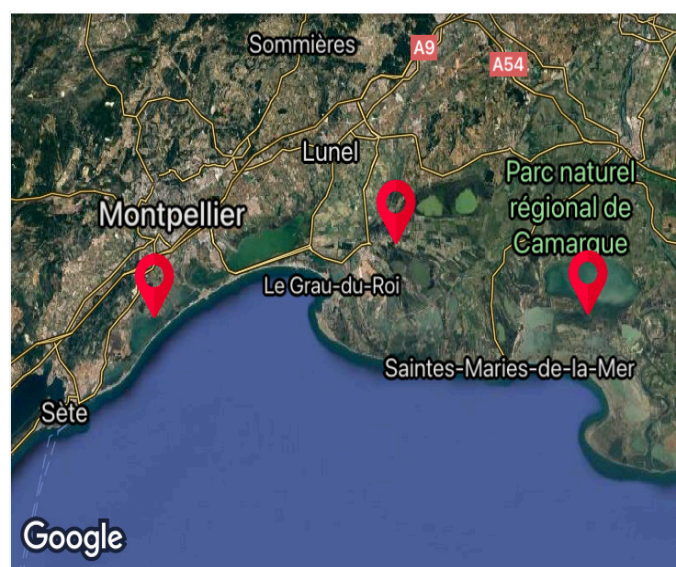 Sommières
A9
A54
Lunel
Parc naturel
régional de
Camargue
Montpellier
Le Grau-du-Roi
Saintes-Maries-de-la-Mer
Sète
Google